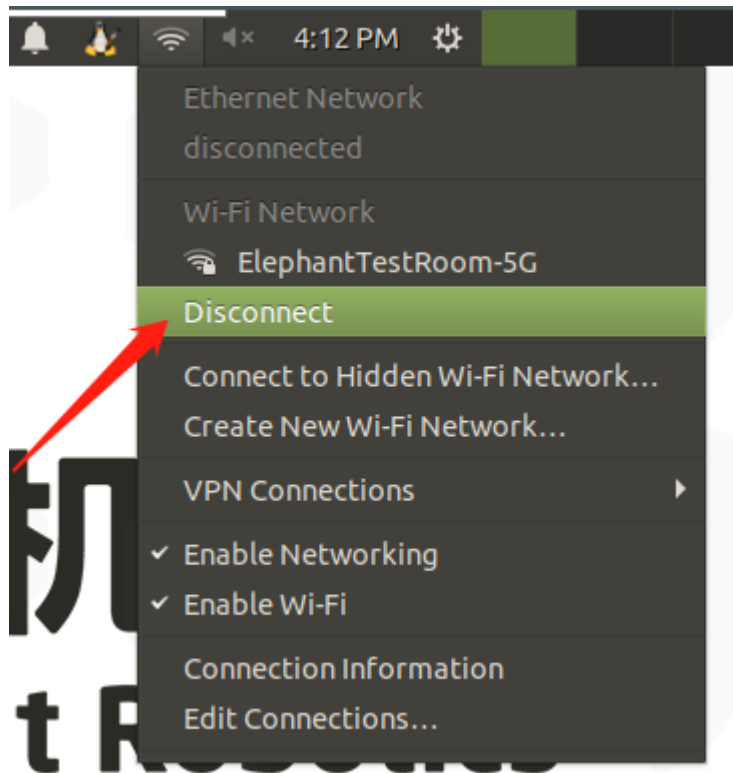 4:12 PM
Ethernet Network
disconnected
Wi-Fi Network
ElephantTestRoom-5G
Disconnect
Connect to Hidden Wi-Fi Network…
Create New Wi-Fi Network…
VPN Connections
Enable Networking
Enable Wi-Fi
Connection Information
Edit Connections…
机
t Robotics